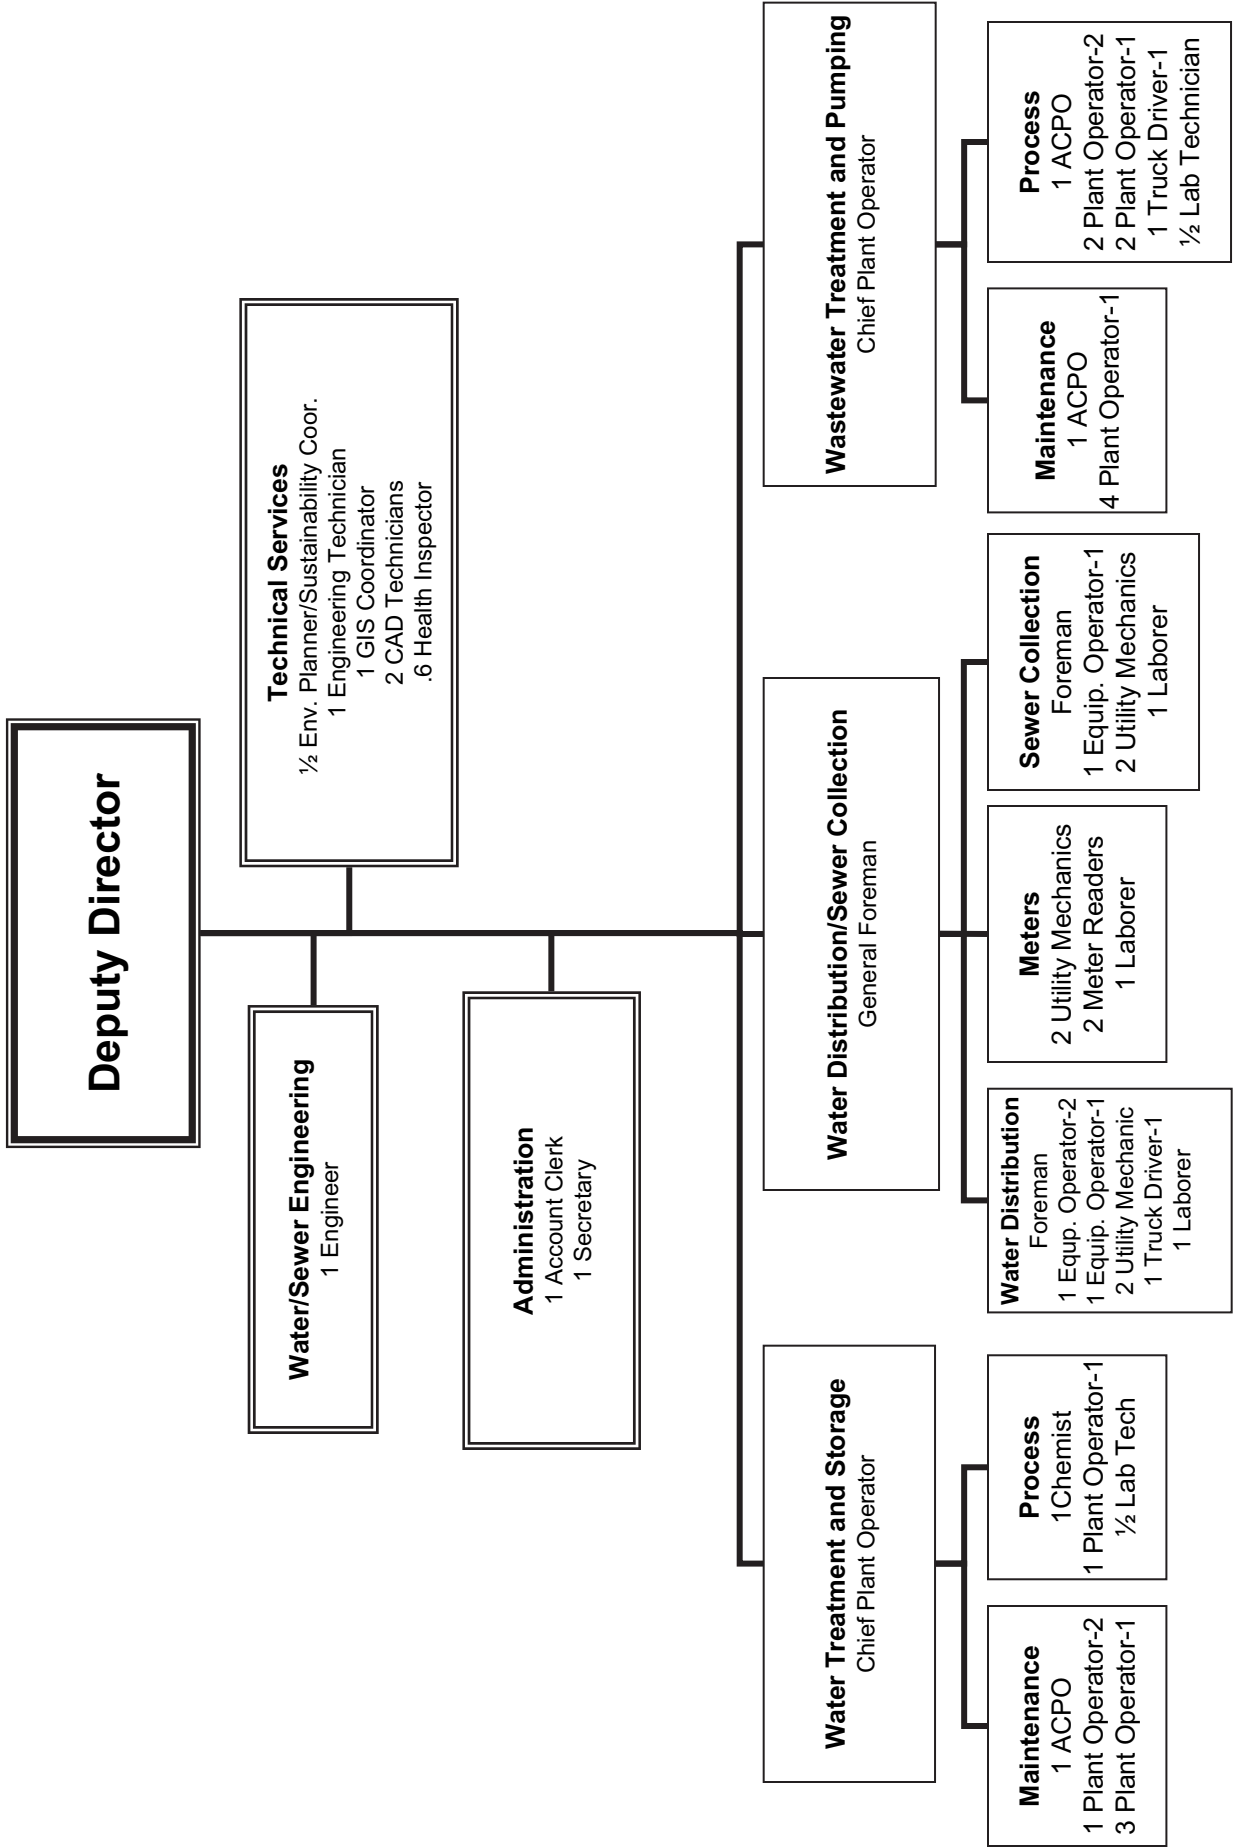 Deputy Director
Water/Sewer Engineering
1 Engineer
Technical Services
½ Env. Planner/Sustainability Coor.
1 Engineering Technician
1 GIS Coordinator
2 CAD Technicians
.6 Health Inspector
Administration
1 Account Clerk
1 Secretary
Water Treatment and Storage
Chief Plant Operator
Water Distribution/Sewer Collection
General Foreman
Wastewater Treatment and Pumping
Chief Plant Operator
Maintenance
1 ACPO
1 Plant Operator-2
3 Plant Operator-1
Process
1Chemist
1 Plant Operator-1
½ Lab Tech
Water Distribution
Foreman
1 Equp. Operator-2
1 Equip. Operator-1
2 Utility Mechanic
1 Truck Driver-1
1 Laborer
Meters
2 Utility Mechanics
2 Meter Readers
1 Laborer
Sewer Collection
Foreman
1 Equip. Operator-1
2 Utility Mechanics
1 Laborer
Maintenance
1 ACPO
4 Plant Operator-1
Process
1 ACPO
2 Plant Operator-2
2 Plant Operator-1
1 Truck Driver-1
½ Lab Technician